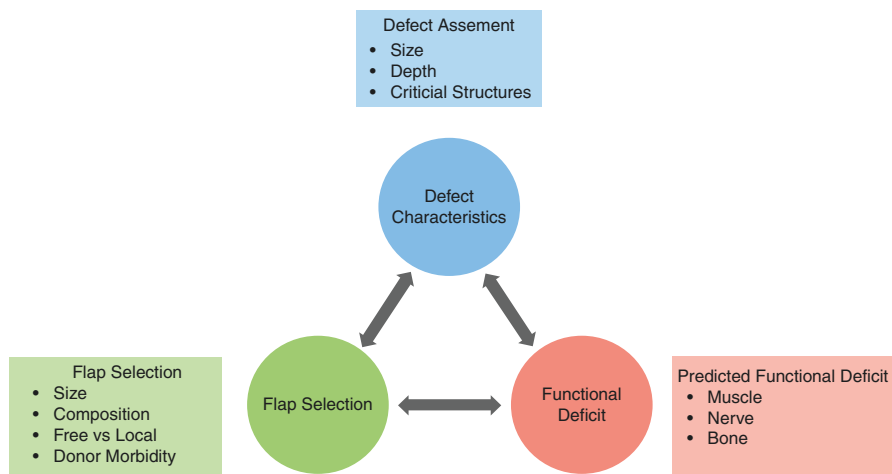 Defect Assement
• Size
• Depth
• Criticial Structures
Defect
Characteristics
Flap Selection
• Size
• Composition
• Free vs Local
• Donor Morbidity
Flap Selection
Functional
Deficit
Predicted Functional Deficit
• Muscle
• Nerve
• Bone